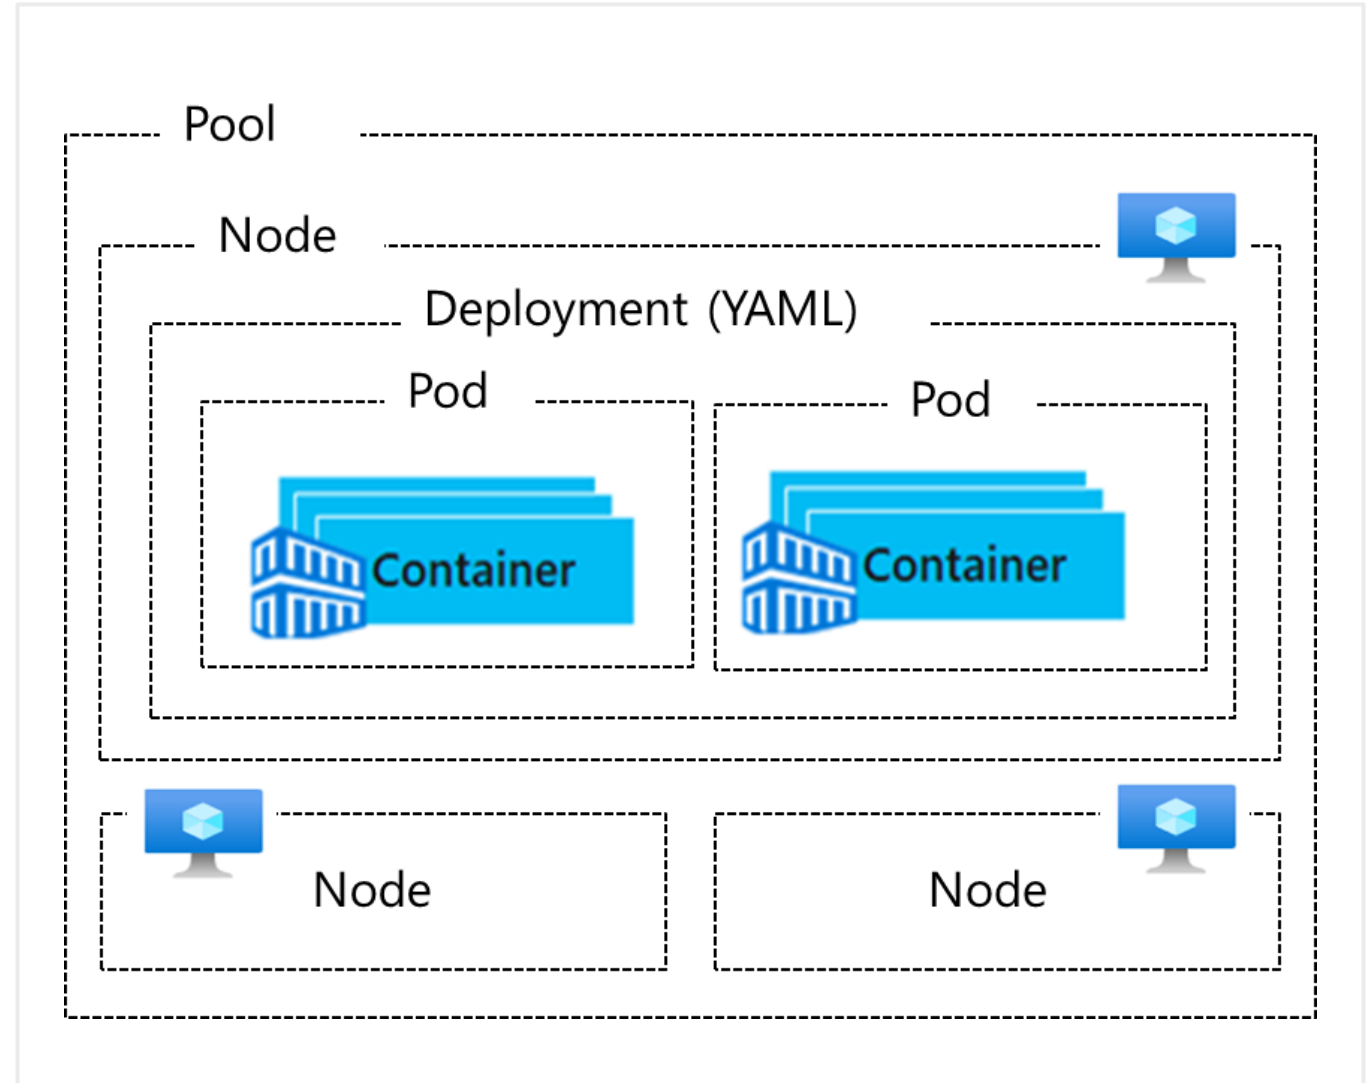 Pool
Node
Deployment (YAML)
Pod
Pod
Container
Container
Node
Node